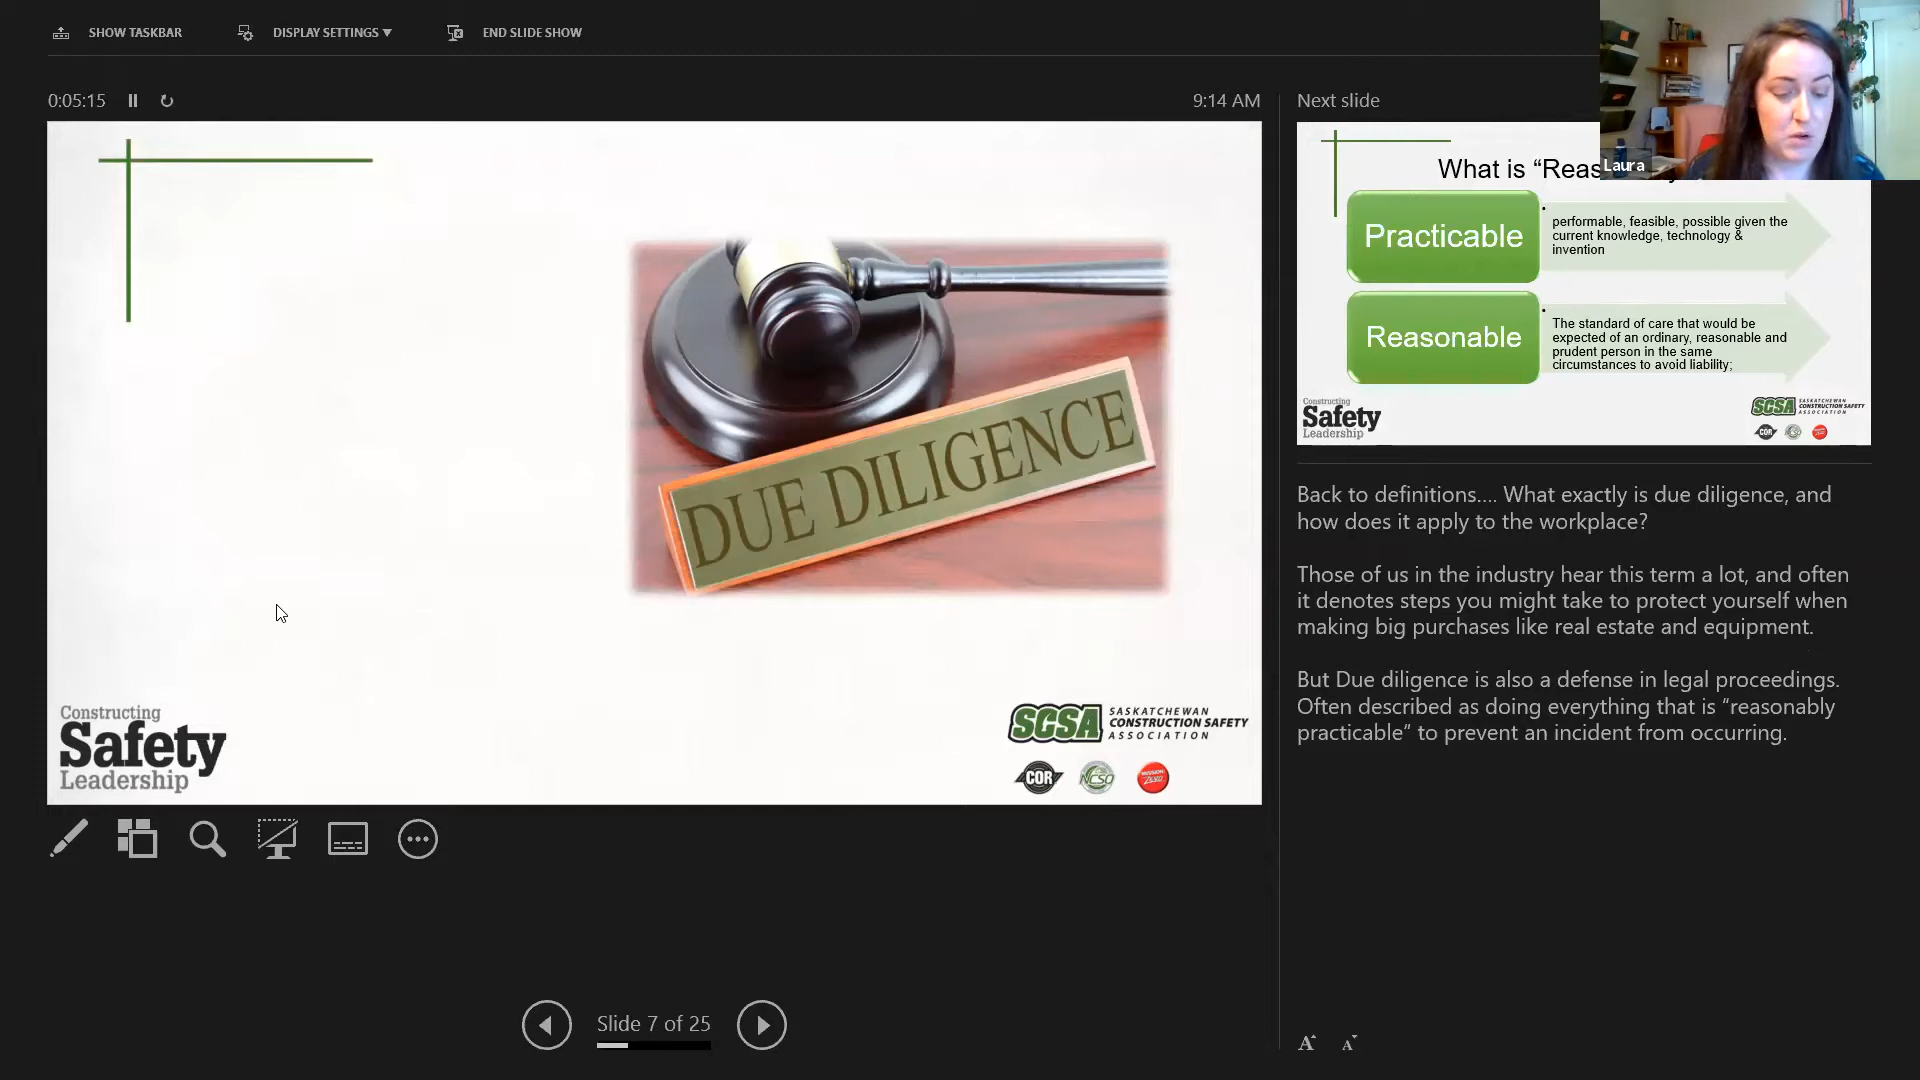 SHOW TASKBAR
DISPLAY SETTINGS
END SLIDE SHOW
0:05:15
9:14 AM
DUE DILIGENCE
Constructing
Safety
Leadership
SCSA SASKATCHEWAN
CONSTRUCTION SAFETY
ASSOCIATION
COR
NCSO
MISSION
ZERO
Slide 7 of 25
Next slide
Laura
What is “Reas
Practicable
• performable, feasible, possible given the
current knowledge, technology &
invention
Reasonable
• The standard of care that would be
expected of an ordinary, reasonable and
prudent person in the same
circumstances to avoid liability;
Constructing
Safety
Leadership
SCSA SASKATCHEWAN
CONSTRUCTION SAFETY
ASSOCIATION
COR
Back to definitions.... What exactly is due diligence, and
how does it apply to the workplace?
Those of us in the industry hear this term a lot, and often
it denotes steps you might take to protect yourself when
making big purchases like real estate and equipment.
But Due diligence is also a defense in legal proceedings.
Often described as doing everything that is “reasonably
practicable” to prevent an incident from occurring.
A A